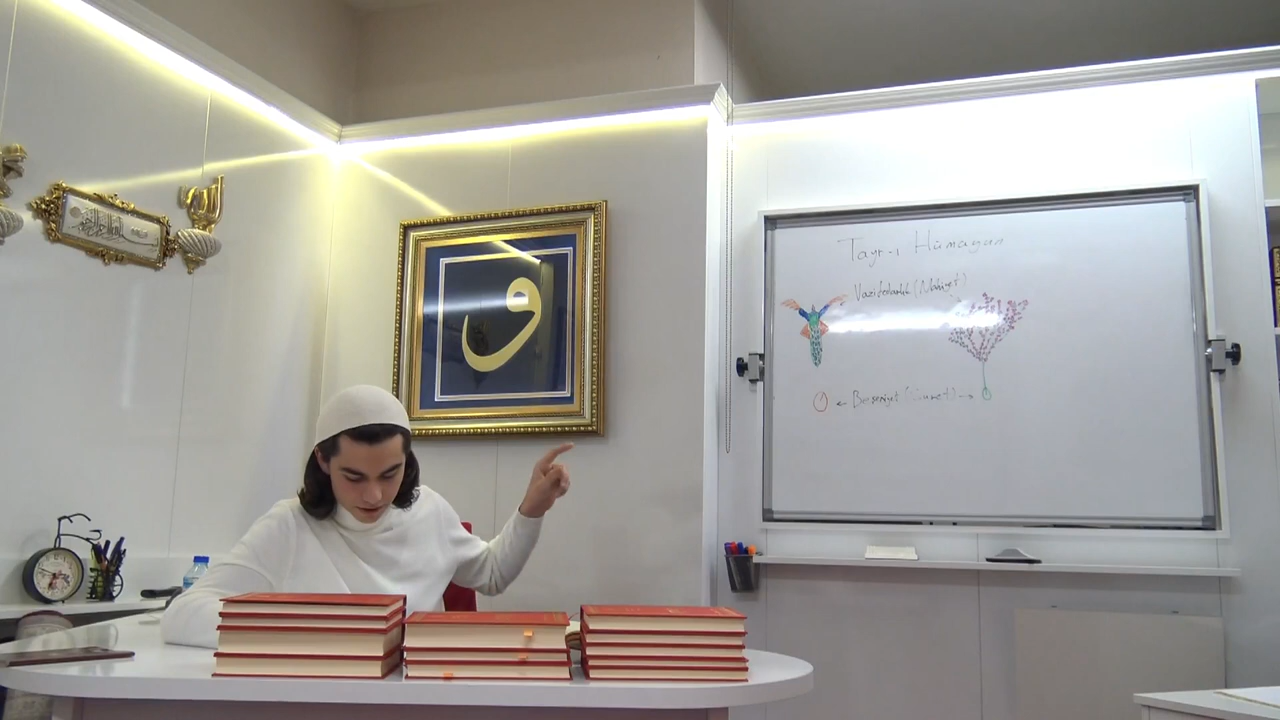 و
Tayr-ı Hümayun
Vazifedarlık (Mahiyet)
← Beşeriyet (Suret) →